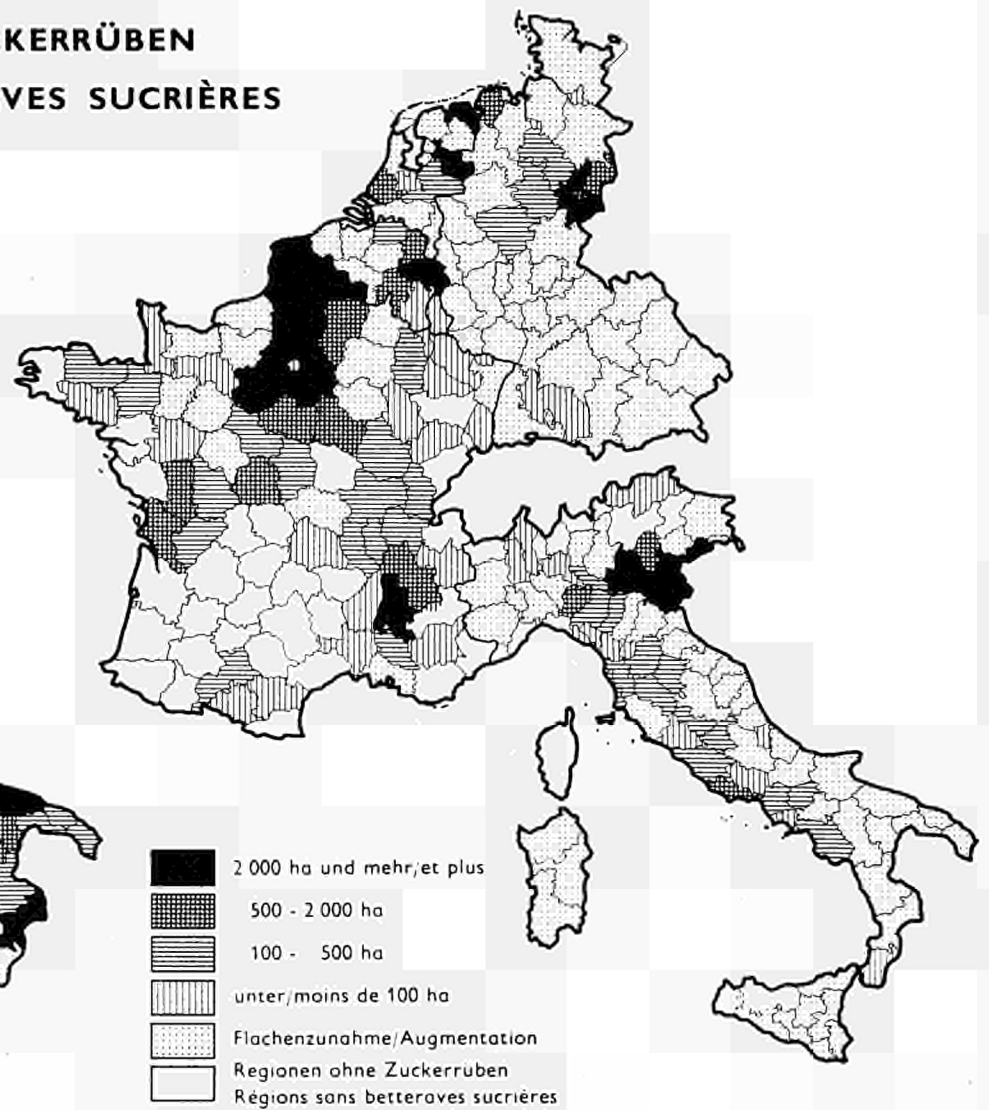 KERRÜBEN
VES SUCRIÈRES
2 000 ha und mehr/et plus
500 - 2 000 ha
100 - 500 ha
unter/moins de 100 ha
Flachenzunahme/Augmentation
Regionen ohne Zuckerruben
Régions sans betteraves sucrières